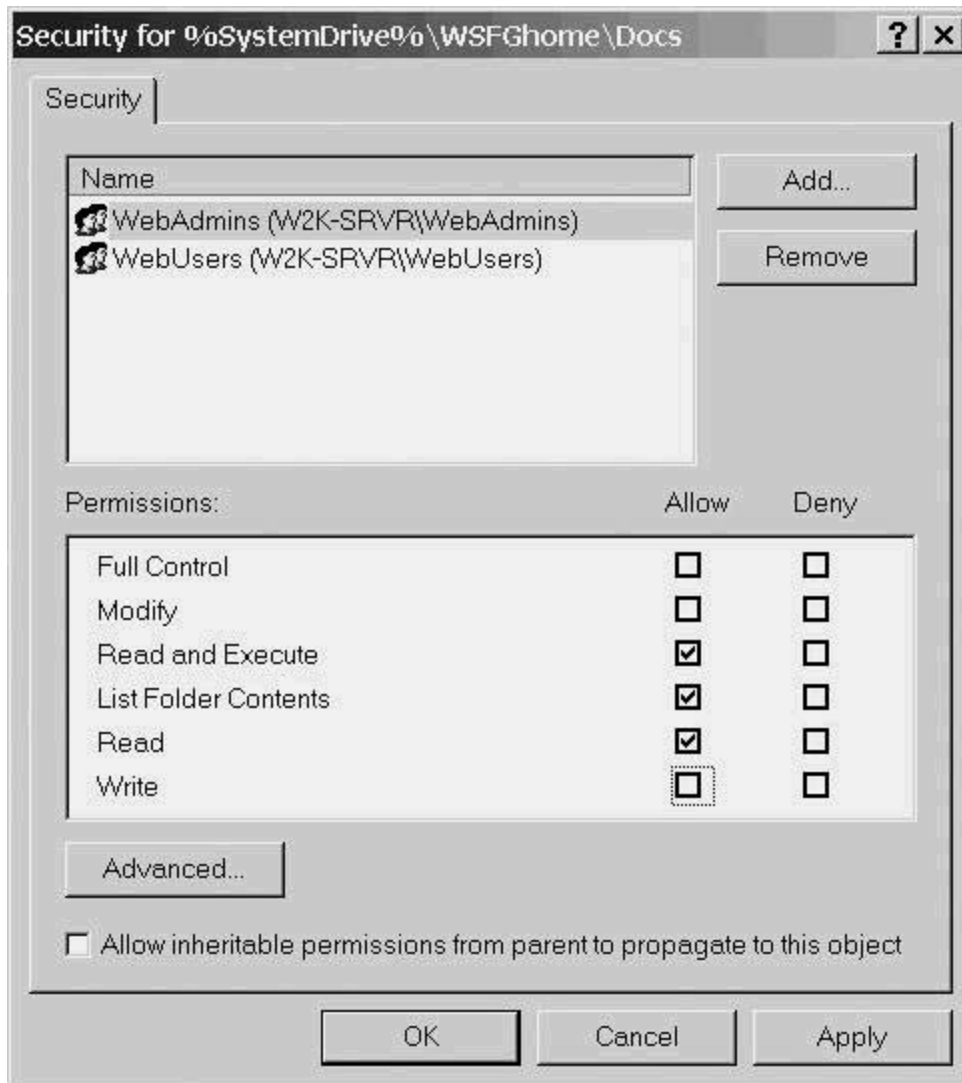 Security for %SystemDrive%\WSFGhome\Docs
Security
Name
Add...
WebAdmins (W2K-SRVR\WebAdmins)
WebUsers (W2K-SRVR\WebUsers)
Remove
Permissions: Allow Deny
Full Control
Modify
Read and Execute
List Folder Contents
Read
Write
Advanced...
Allow inheritable permissions from parent to propagate to this object
OK Cancel Apply